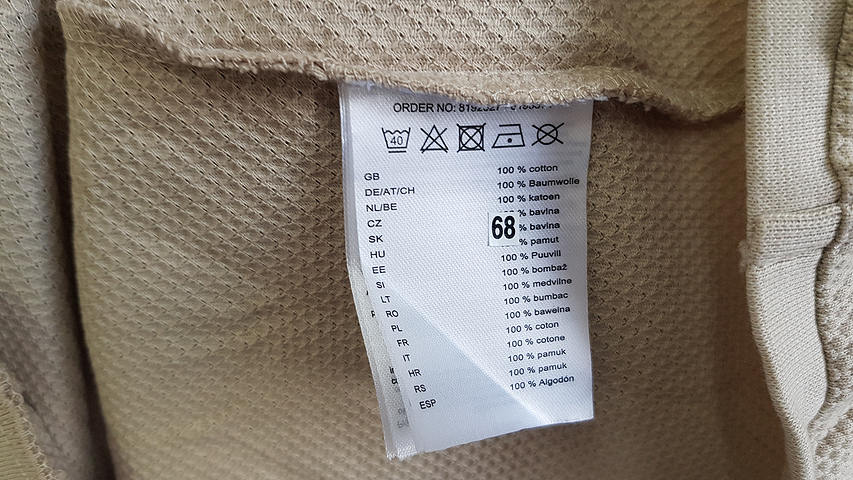 ORDER NO:
40
GB 100 % cotton
DE/AT/CH 100 % Baumwolle
NL/BE 100 % katoen
CZ % bavlna
SK 68 % bavlna
HU % pamut
EE 100 % Puuvill
SI 100 % bombaž
LT 100 % medvilne
RO 100 % bumbac
PL 100 % bawełna
FR 100 % coton
IT 100 % cotone
HR 100 % pamuk
RS 100 % pamuk
ESP 100 % Algodón